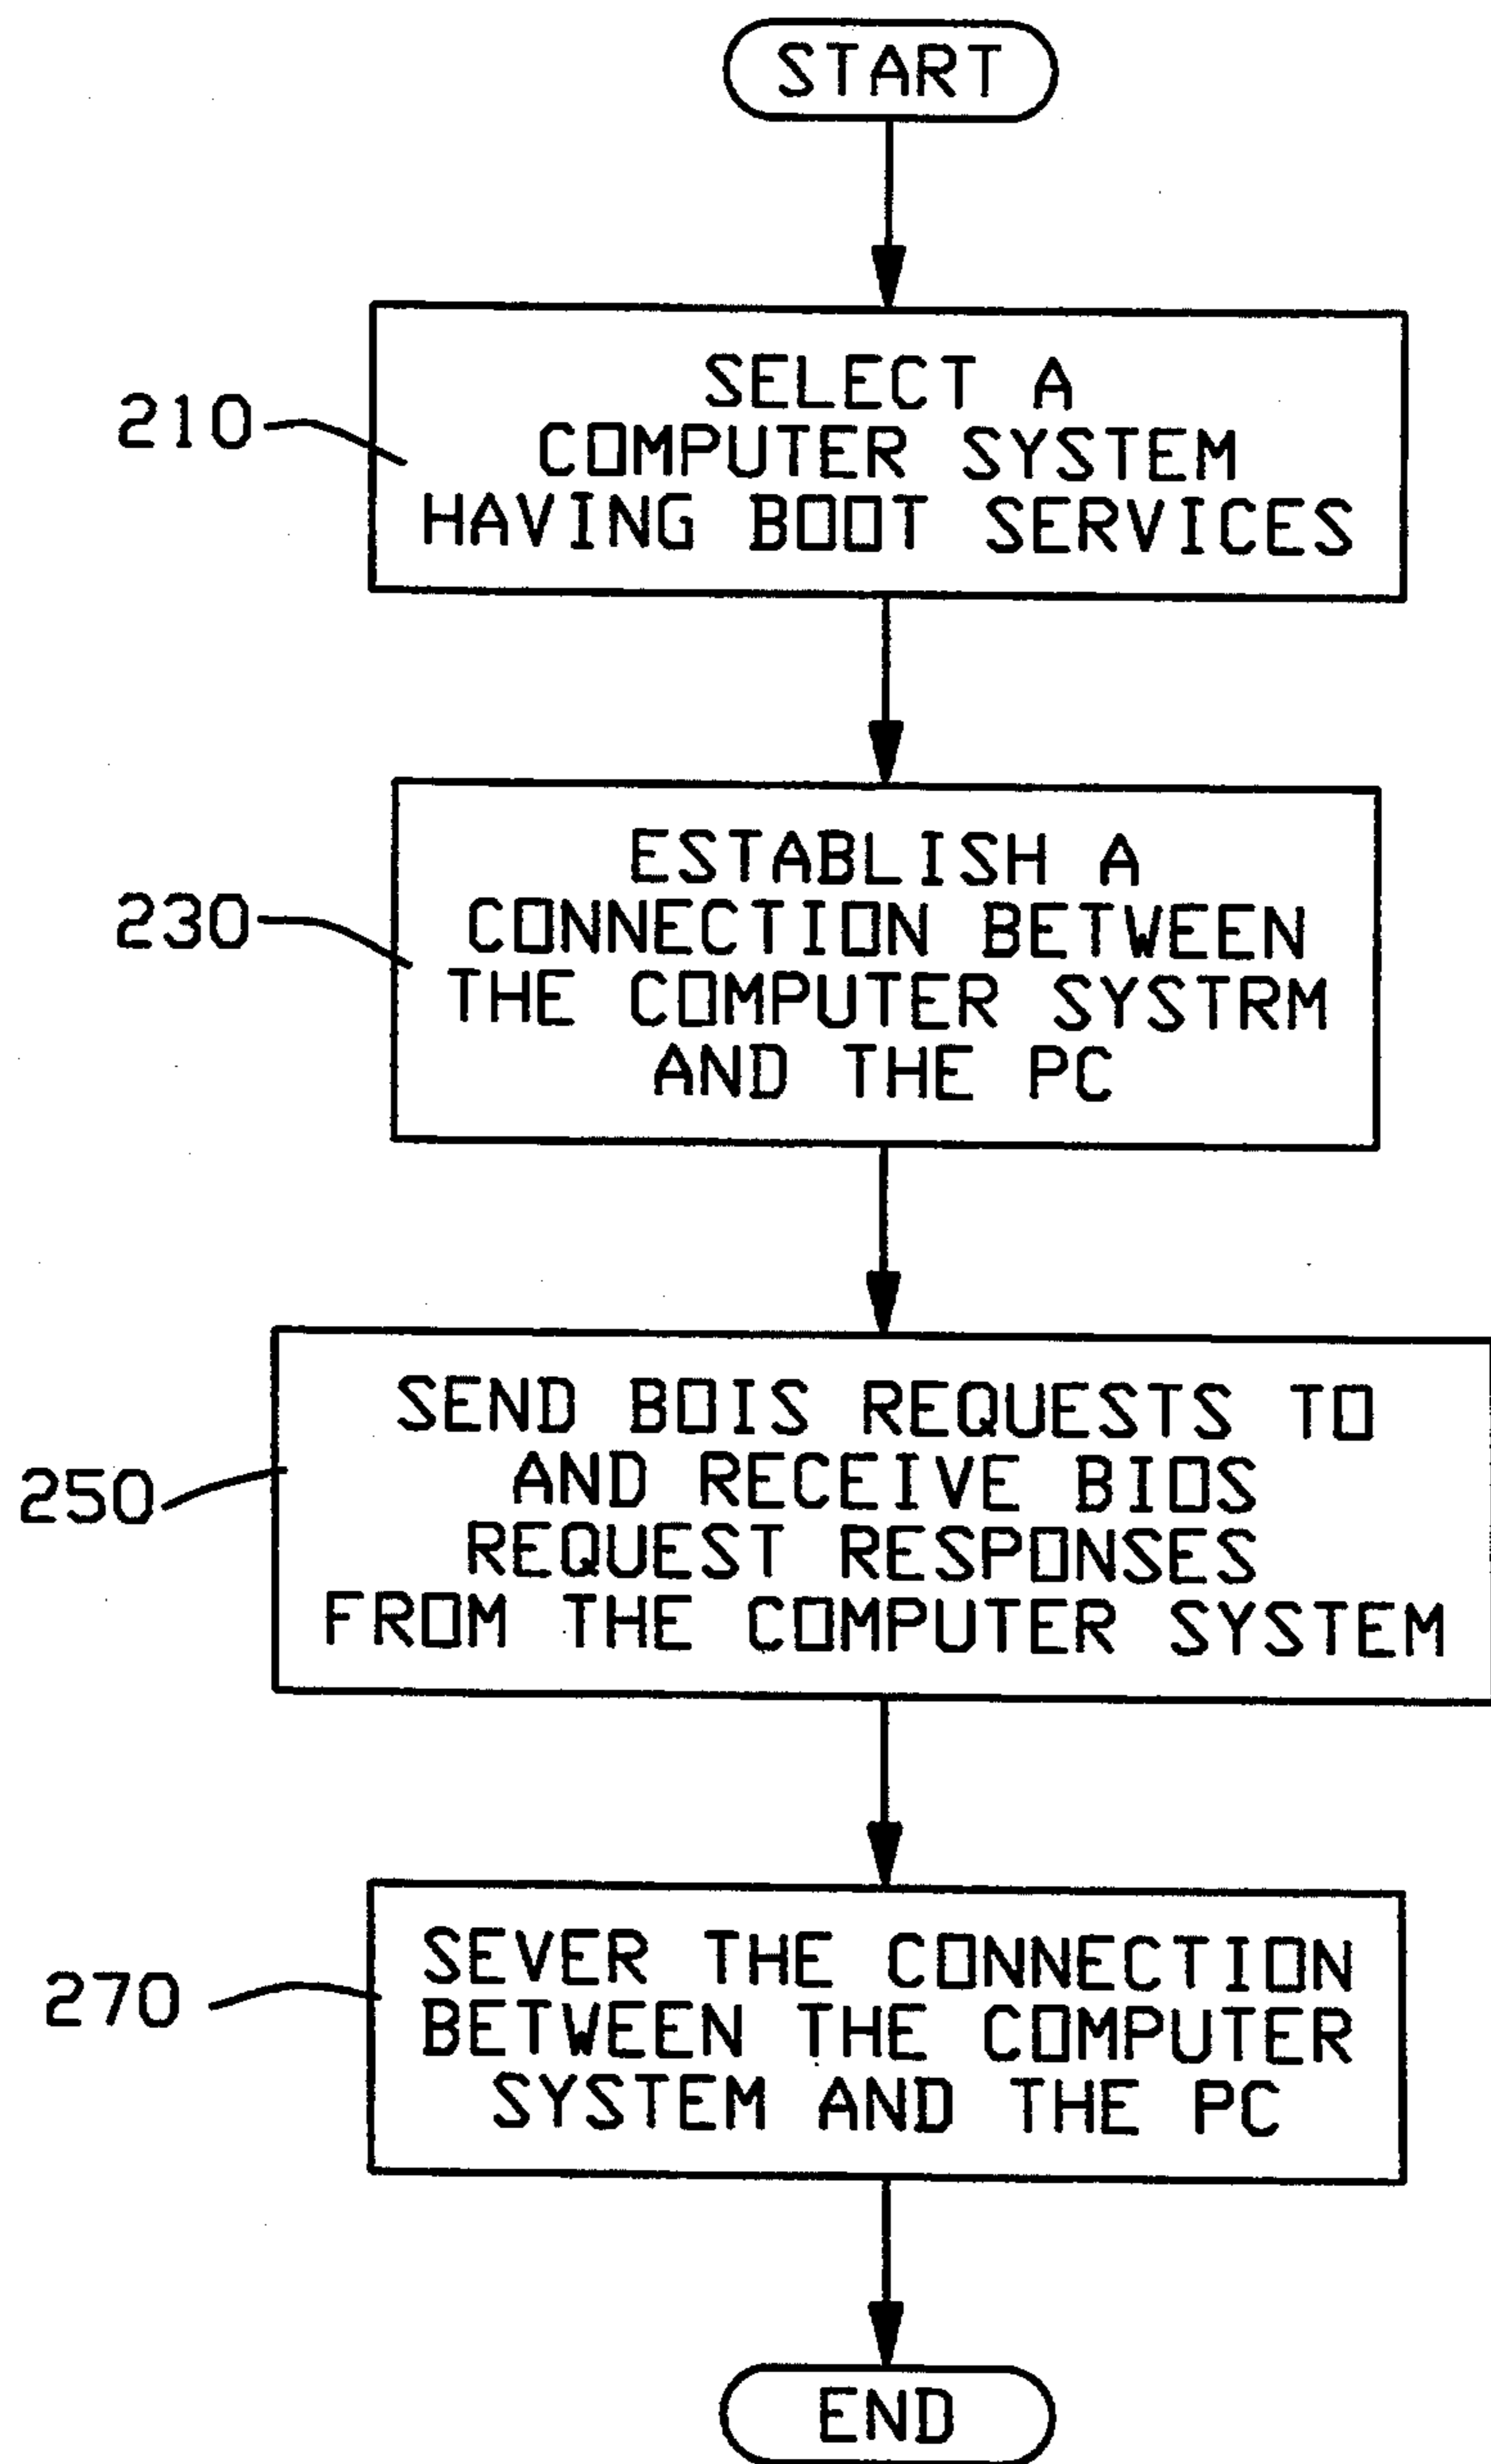 START
210
SELECT A
COMPUTER SYSTEM
HAVING BOOT SERVICES
230
ESTABLISH A
CONNECTION BETWEEN
THE COMPUTER SYSTRM
AND THE PC
250
SEND BOIS REQUESTS TO
AND RECEIVE BIOS
REQUEST RESPONSES
FROM THE COMPUTER SYSTEM
270
SEVER THE CONNECTION
BETWEEN THE COMPUTER
SYSTEM AND THE PC
END